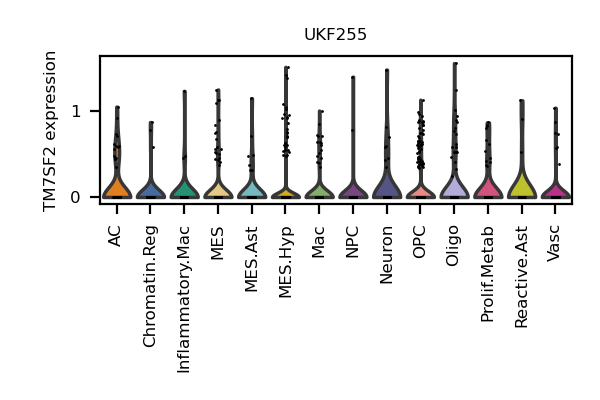 UKF255
TM7SF2 expression
1
0
AC
Chromatin.Reg
Inflammatory.Mac
MES
MES.Ast
MES.Hyp
Mac
NPC
Neuron
OPC
Oligo
Prolif.Metab
Reactive.Ast
Vasc